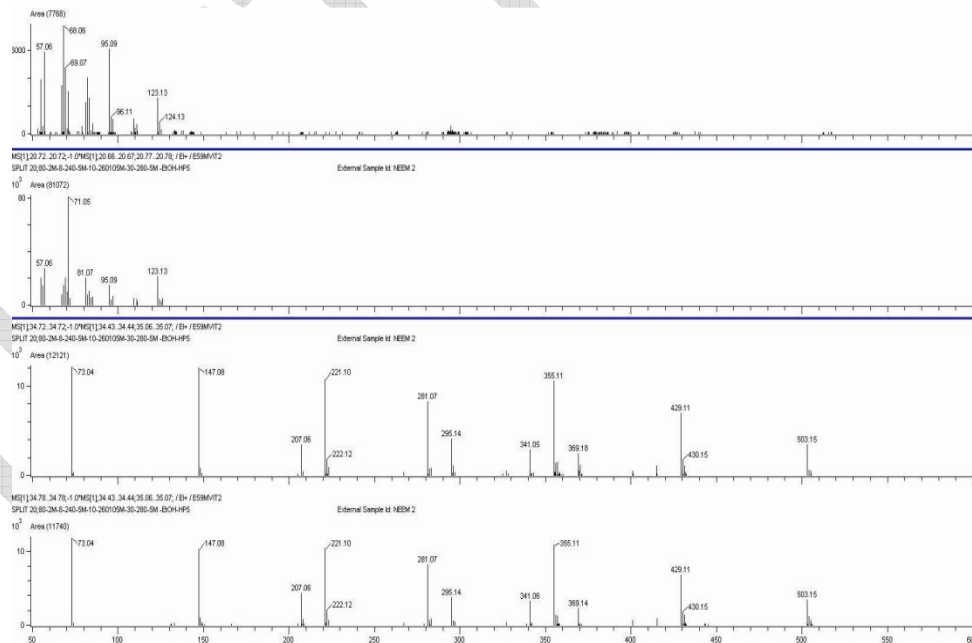 Area (7768)
68.06
57.06
95.09
69.07
123.13
96.11
124.13
0
MS[1];20.72..20.72;-1.0*MS[1];20.66..20.67;20.77..20.78; / EI+ / ES9MVIT2
SPLIT 20;80-2M-8-240-5M-10-260105M-30-280-5M -EtOH-HP5 External Sample Id: NEEM 2
10³ Area (81072)
80
71.05
57.06
81.07
95.09
123.13
0
MS[1];34.72..34.72;-1.0*MS[1];34.43..34.44;35.06..35.07; / EI+ / ES9MVIT2
SPLIT 20;80-2M-8-240-5M-10-260105M-30-280-5M -EtOH-HP5 External Sample Id: NEEM 2
10³ Area (12121)
73.04 147.08 221.10 355.11
10
281.07
429.11
207.06 295.14 503.15
222.12 341.05 369.18 430.15
0
MS[1];34.78..34.78;-1.0*MS[1];34.43..34.44;35.06..35.07; / EI+ / ES9MVIT2
SPLIT 20;80-2M-8-240-5M-10-260105M-30-280-5M -EtOH-HP5 External Sample Id: NEEM 2
10³ Area (11740)
73.04 147.08 221.10 355.11
10
281.07
429.11
207.06 295.14 341.06 503.15
222.12 369.14 430.15
0
50 100 150 200 250 300 350 400 450 500 550